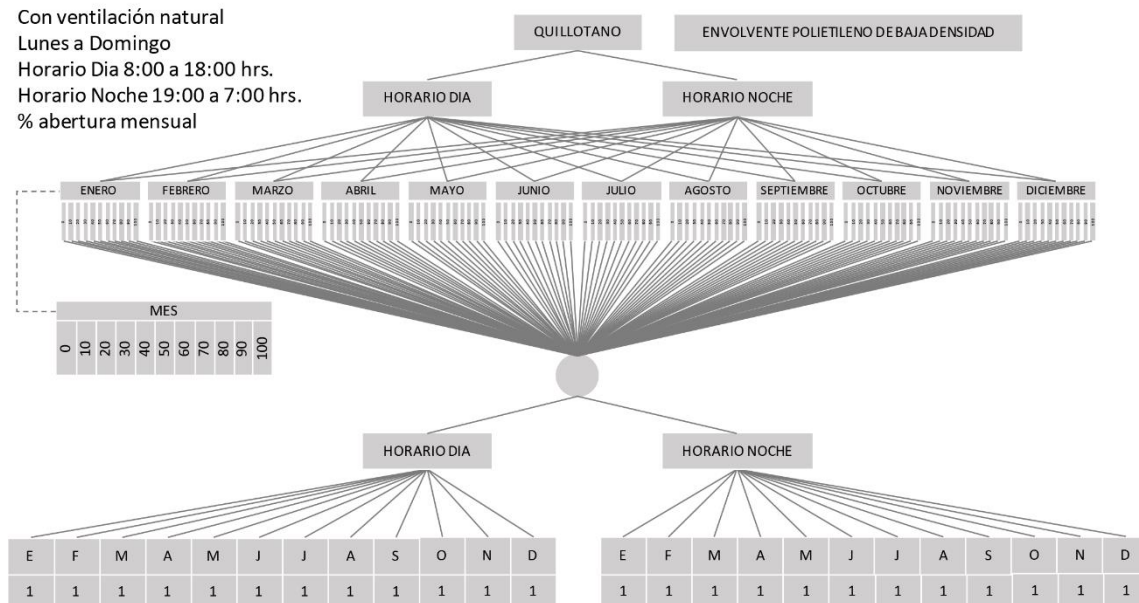 Con ventilación natural
Lunes a Domingo
Horario Dia 8:00 a 18:00 hrs.
Horario Noche 19:00 a 7:00 hrs.
% abertura mensual
QUILLOTANO
ENVOLVENTE POLIETILENO DE BAJA DENSIDAD
HORARIO DIA
HORARIO NOCHE
ENERO FEBRERO MARZO ABRIL MAYO JUNIO JULIO AGOSTO SEPTIEMBRE OCTUBRE NOVIEMBRE DICIEMBRE
MES
0 10 20 30 40 50 60 70 80 90 100
HORARIO DIA
HORARIO NOCHE
E F M A M J J A S O N D
1 1 1 1 1 1 1 1 1 1 1 1
E F M A M J J A S O N D
1 1 1 1 1 1 1 1 1 1 1 1